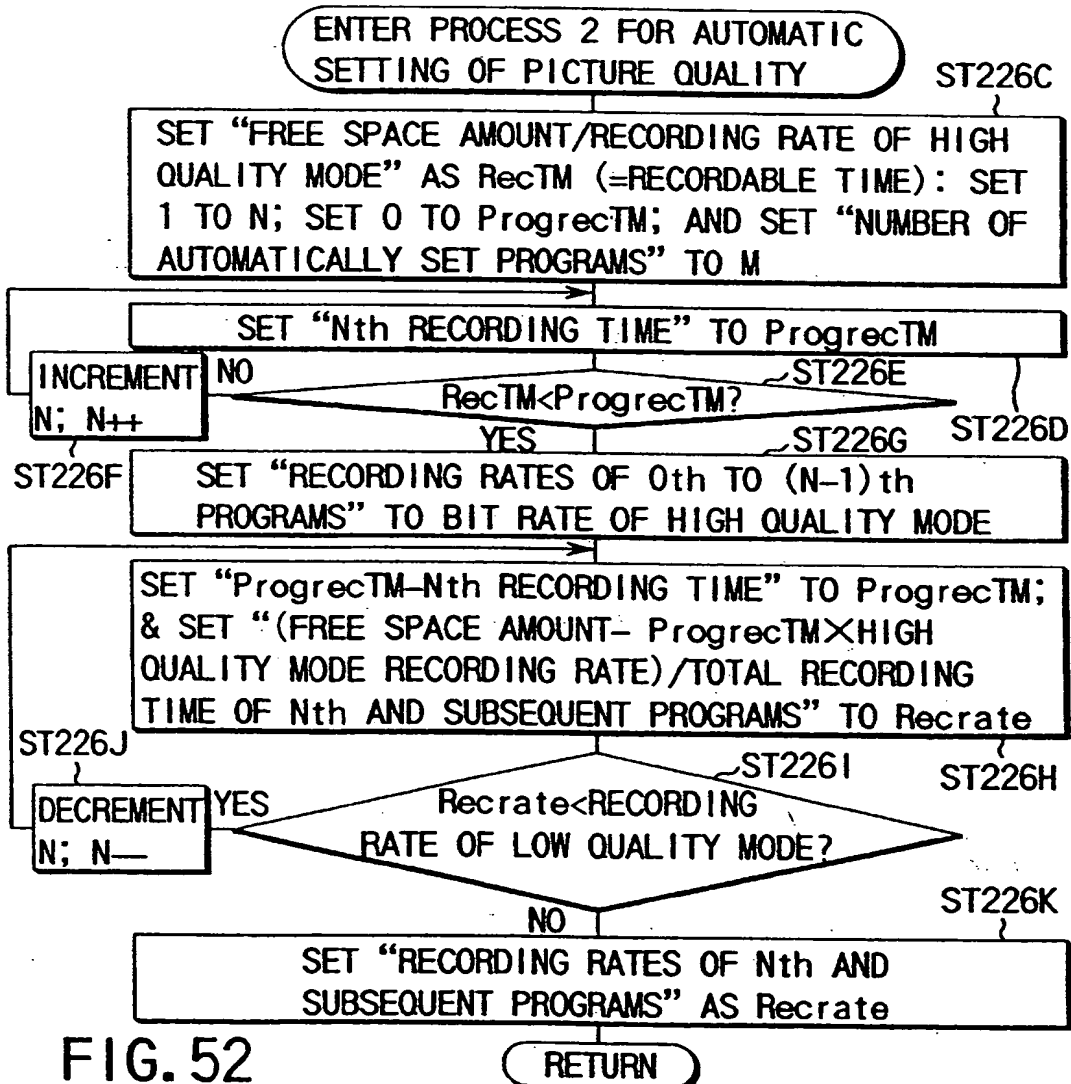 ENTER PROCESS 2 FOR AUTOMATIC
SETTING OF PICTURE QUALITY
ST226C
SET “FREE SPACE AMOUNT/RECORDING RATE OF HIGH
QUALITY MODE” AS RecTM (=RECORDABLE TIME): SET
1 TO N; SET 0 TO ProgrecTM; AND SET “NUMBER OF
AUTOMATICALLY SET PROGRAMS” TO M
SET “Nth RECORDING TIME” TO ProgrecTM
ST226D
INCREMENT
N; N++
ST226F
NO
ST226E
RecTM<ProgrecTM?
YES
ST226G
SET “RECORDING RATES OF 0th TO (N-1)th
PROGRAMS” TO BIT RATE OF HIGH QUALITY MODE
SET “ProgrecTM–Nth RECORDING TIME” TO ProgrecTM;
& SET “(FREE SPACE AMOUNT– ProgrecTM×HIGH
QUALITY MODE RECORDING RATE)/TOTAL RECORDING
TIME OF Nth AND SUBSEQUENT PROGRAMS” TO Recrate
ST226H
ST226J
DECREMENT
N; N—
YES
ST226I
Recrate<RECORDING
RATE OF LOW QUALITY MODE?
NO
ST226K
SET “RECORDING RATES OF Nth AND
SUBSEQUENT PROGRAMS” AS Recrate
FIG. 52
RETURN